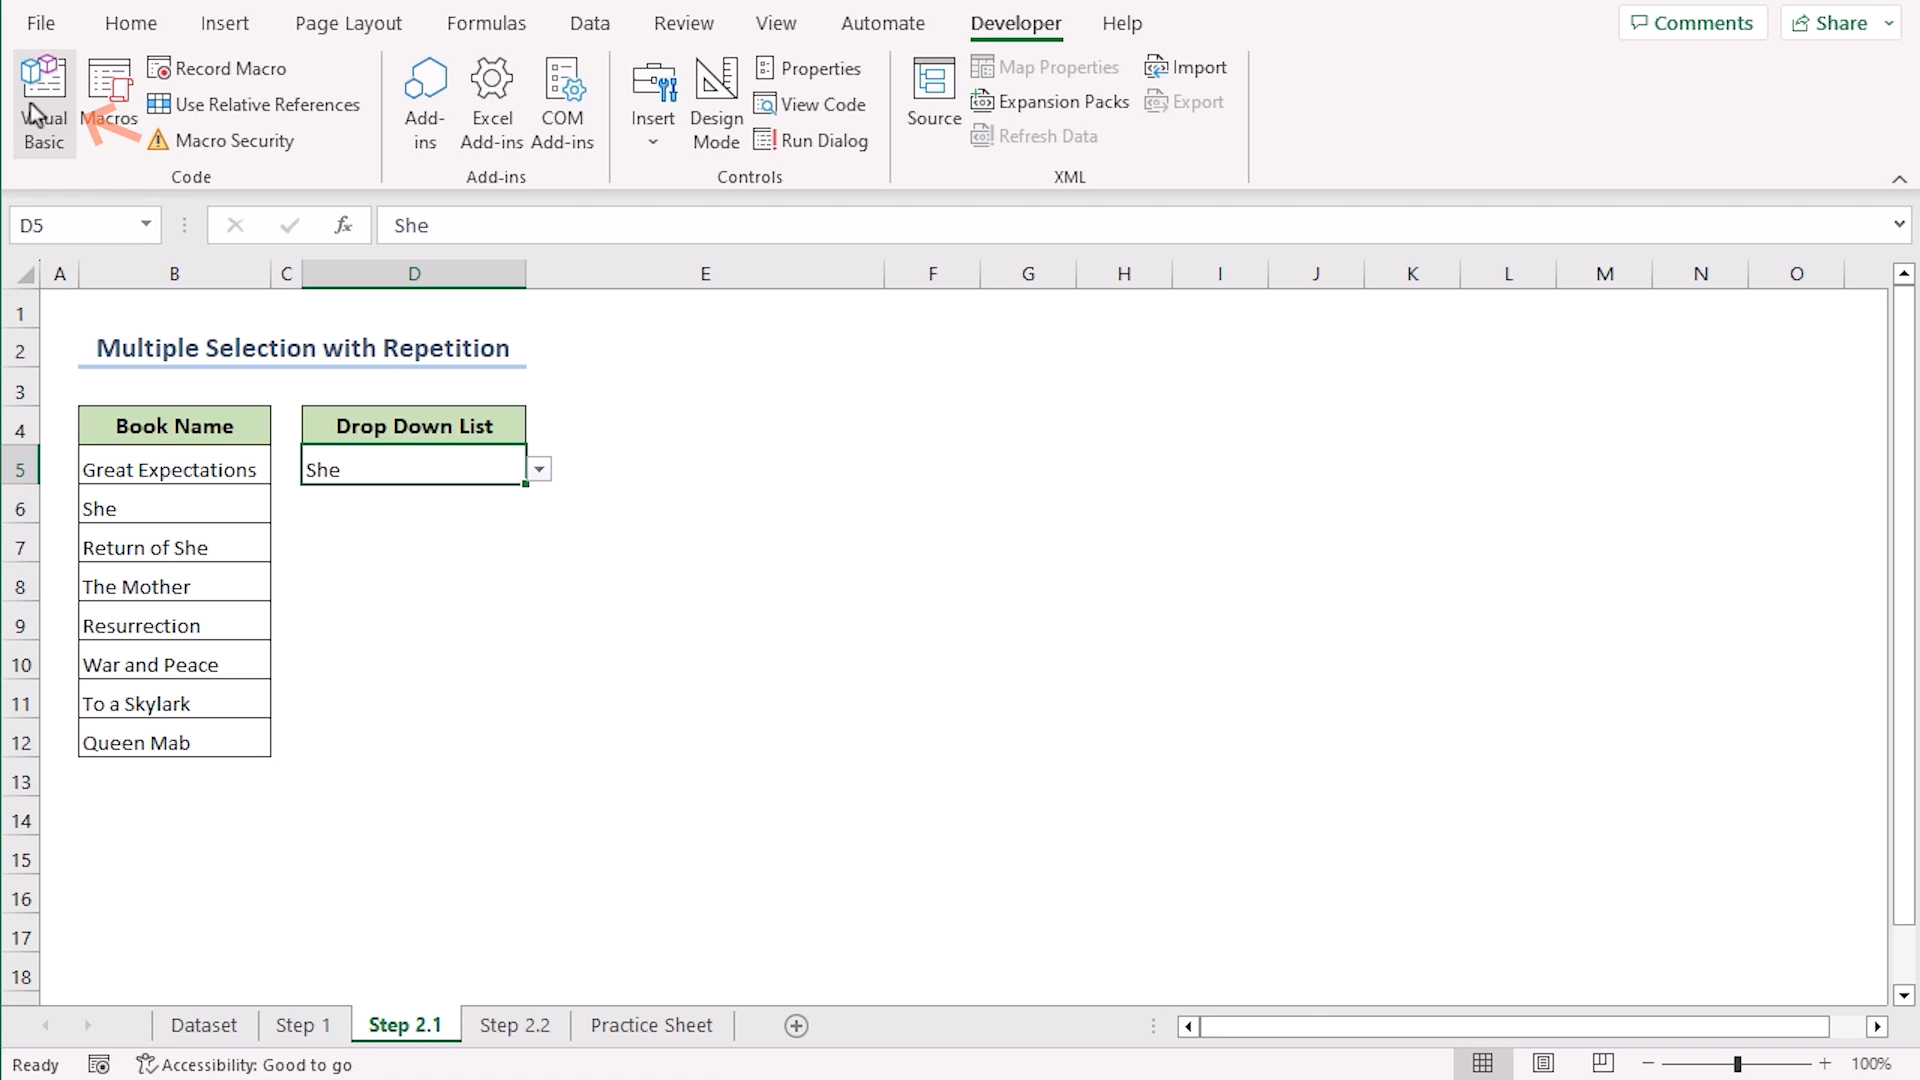 File Home Insert Page Layout Formulas Data Review View Automate Developer Help Comments Share
Visual Basic
Macros
Record Macro
Use Relative References
Macro Security
Code
Add-ins
Excel Add-ins
COM Add-ins
Add-ins
Insert
Design Mode
Properties
View Code
Run Dialog
Controls
Source
Map Properties
Expansion Packs
Refresh Data
Import
Export
XML
D5 fx She
A B C D E F G H I J K L M N O
1
2 Multiple Selection with Repetition
3
4 Book Name Drop Down List
5 Great Expectations She
6 She
7 Return of She
8 The Mother
9 Resurrection
10 War and Peace
11 To a Skylark
12 Queen Mab
13
14
15
16
17
18
Dataset Step 1 Step 2.1 Step 2.2 Practice Sheet
Ready Accessibility: Good to go 100%